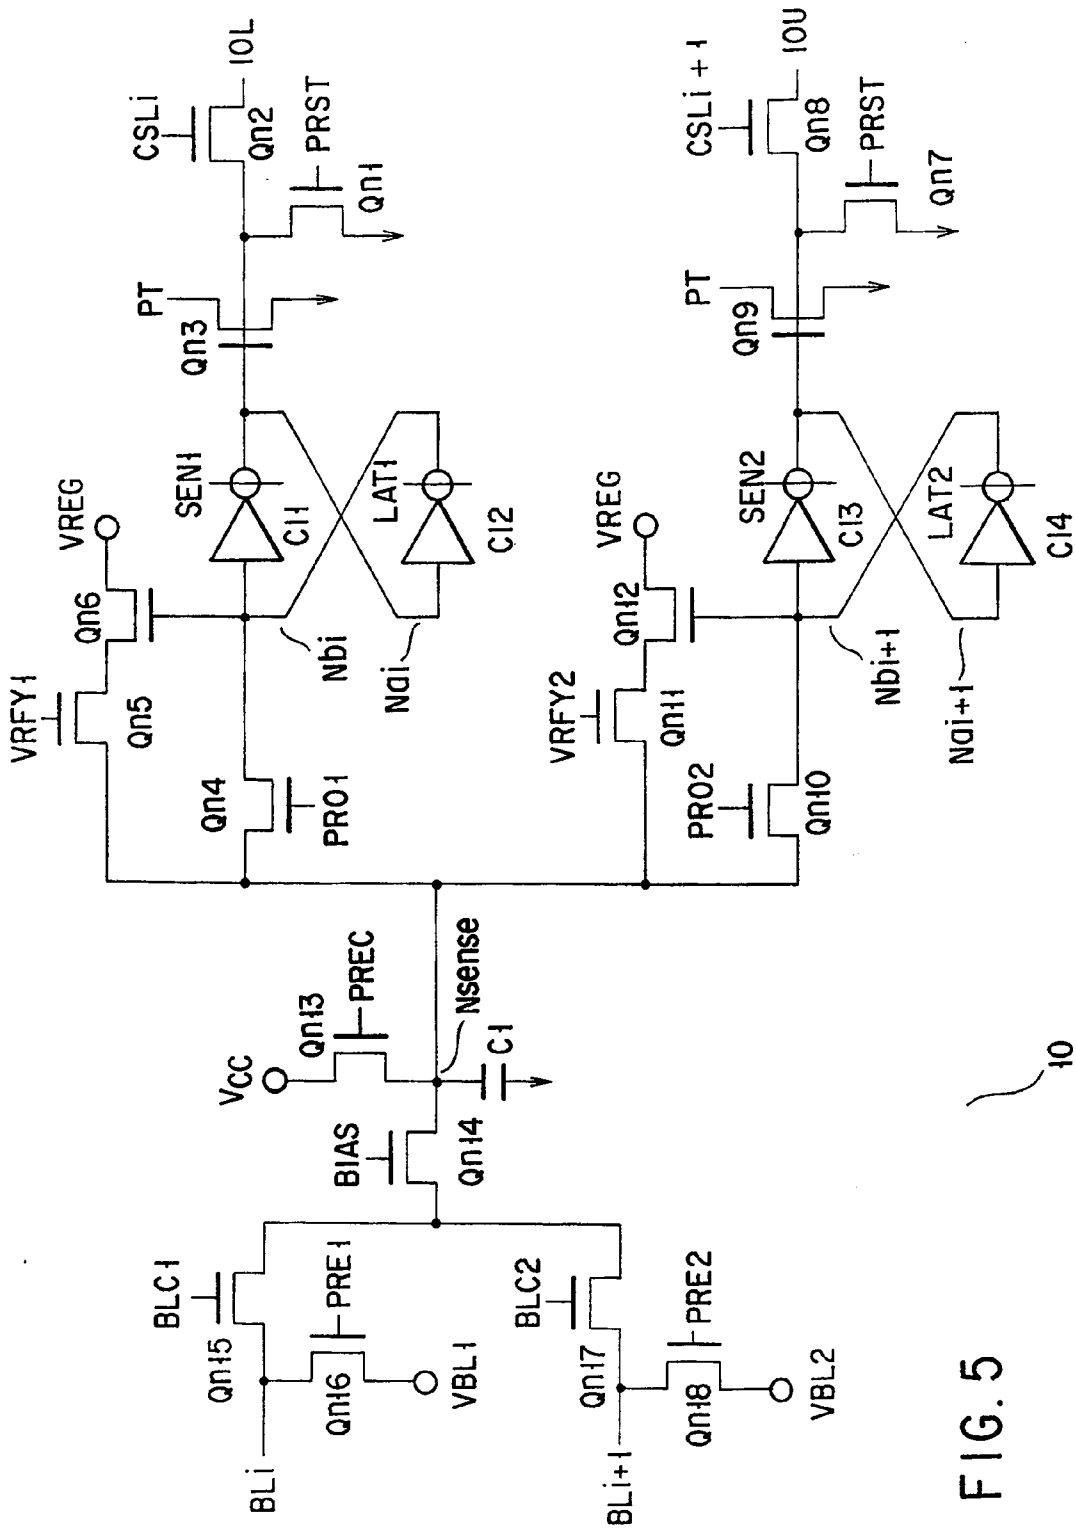 BLi
Qn15
BLC1
Qn16
PRE1
VBL1
BLi+1
Qn17
BLC2
Qn18
PRE2
VBL2
BIAS
Qn14
VCC
Qn13
PREC
Nsense
C1
VRFY1
Qn5
Qn6
VREG
Qn4
PRO1
Nbi
Nai
SEN1
CI1
LAT1
CI2
Qn3
PT
CSLi
Qn2
IOL
PRST
Qn1
VRFY2
Qn11
Qn12
VREG
PRO2
Qn10
Nbi+1
Nai+1
SEN2
CI3
LAT2
CI4
Qn9
PT
CSLi+1
Qn8
IOU
PRST
Qn7
10
FIG. 5